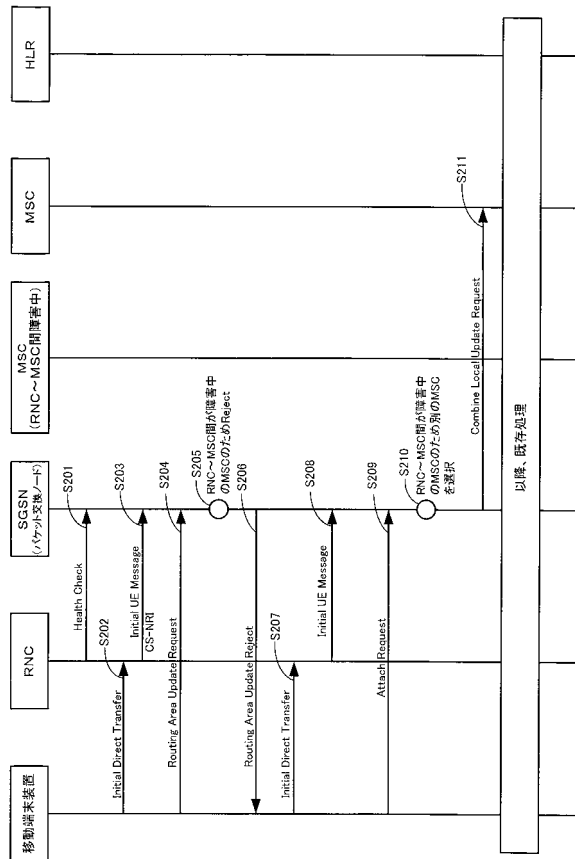 移動端末装置
RNC
SGSN
(パケット交換ノード)
MSC
(RNC～MSC間障害中)
MSC
HLR
Health Check
S201
Initial Direct Transfer
S202
Initial UE Message
CS-NRI
S203
Routing Area Update Request
S204
S205
RNC～MSC間が障害中
のMSCのためReject
Routing Area Update Reject
S206
Initial Direct Transfer
S207
Initial UE Message
S208
Attach Request
S209
S210
RNC～MSC間が障害中
のMSCのため別のMSC
を選択
Combine Local Update Request
S211
以降、既存処理